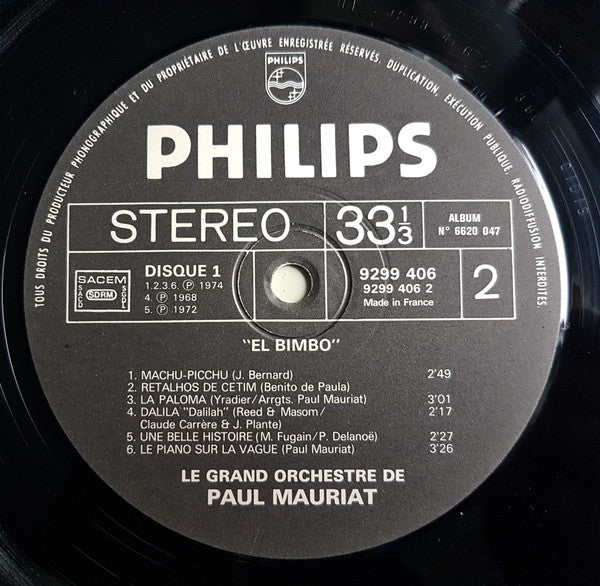 TOUS DROITS DU PRODUCTEUR PHONOGRAPHIQUE ET DU PROPRIÉTAIRE DE L'ŒUVRE ENREGISTRÉE RÉSERVÉS. DUPLICATION, EXÉCUTION PUBLIQUE, RADIODIFFUSION INTERDITES
PHILIPS
PHILIPS
STEREO 33 1/3 ALBUM
N° 6620 047
SACEM
SACD SDRM SGDL
DISQUE 1
1.2.3.6. Ⓟ 1974
4. Ⓟ 1968
5. Ⓟ 1972
9299 406
9299 406 2
Made in France
2
"EL BIMBO"
1. MACHU-PICCHU (J. Bernard) 2'49
2. RETALHOS DE CETIM (Benito de Paula)
3. LA PALOMA (Yradier/Arrgts. Paul Mauriat) 3'01
4. DALILA "Dalilah" (Reed & Masom/ 2'17
Claude Carrère & J. Plante)
5. UNE BELLE HISTOIRE (M. Fugain/P. Delanoë) 2'27
6. LE PIANO SUR LA VAGUE (Paul Mauriat) 3'26
LE GRAND ORCHESTRE DE
PAUL MAURIAT